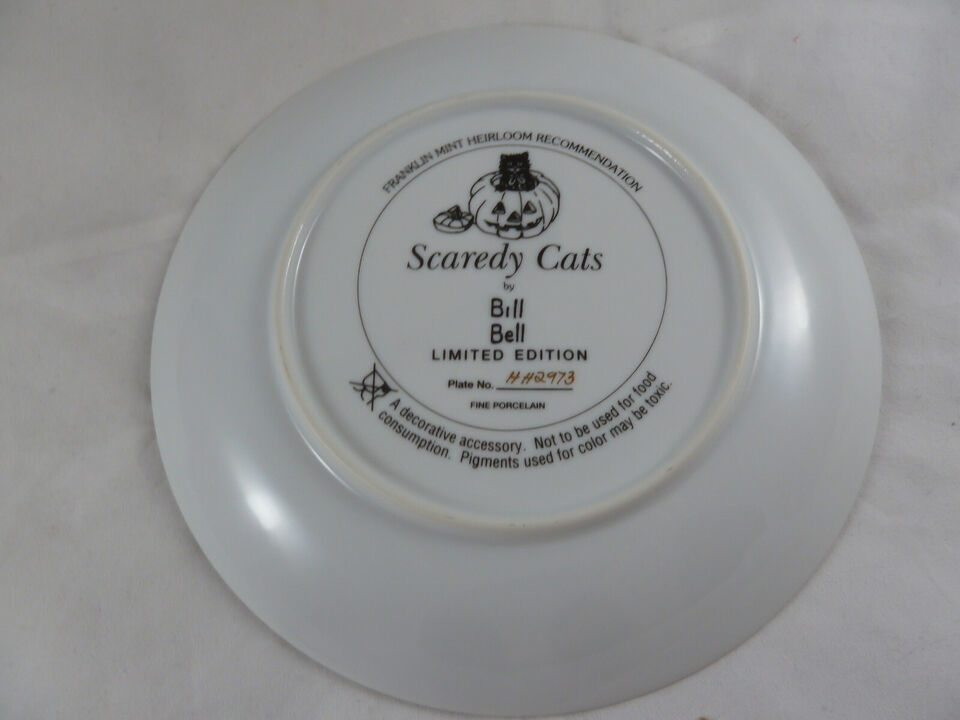 FRANKLIN MINT HEIRLOOM RECOMMENDATION
Scaredy Cats
by
Bill
Bell
LIMITED EDITION
Plate No. HH2973
FINE PORCELAIN
A decorative accessory. Not to be used for food
consumption. Pigments used for color may be toxic.